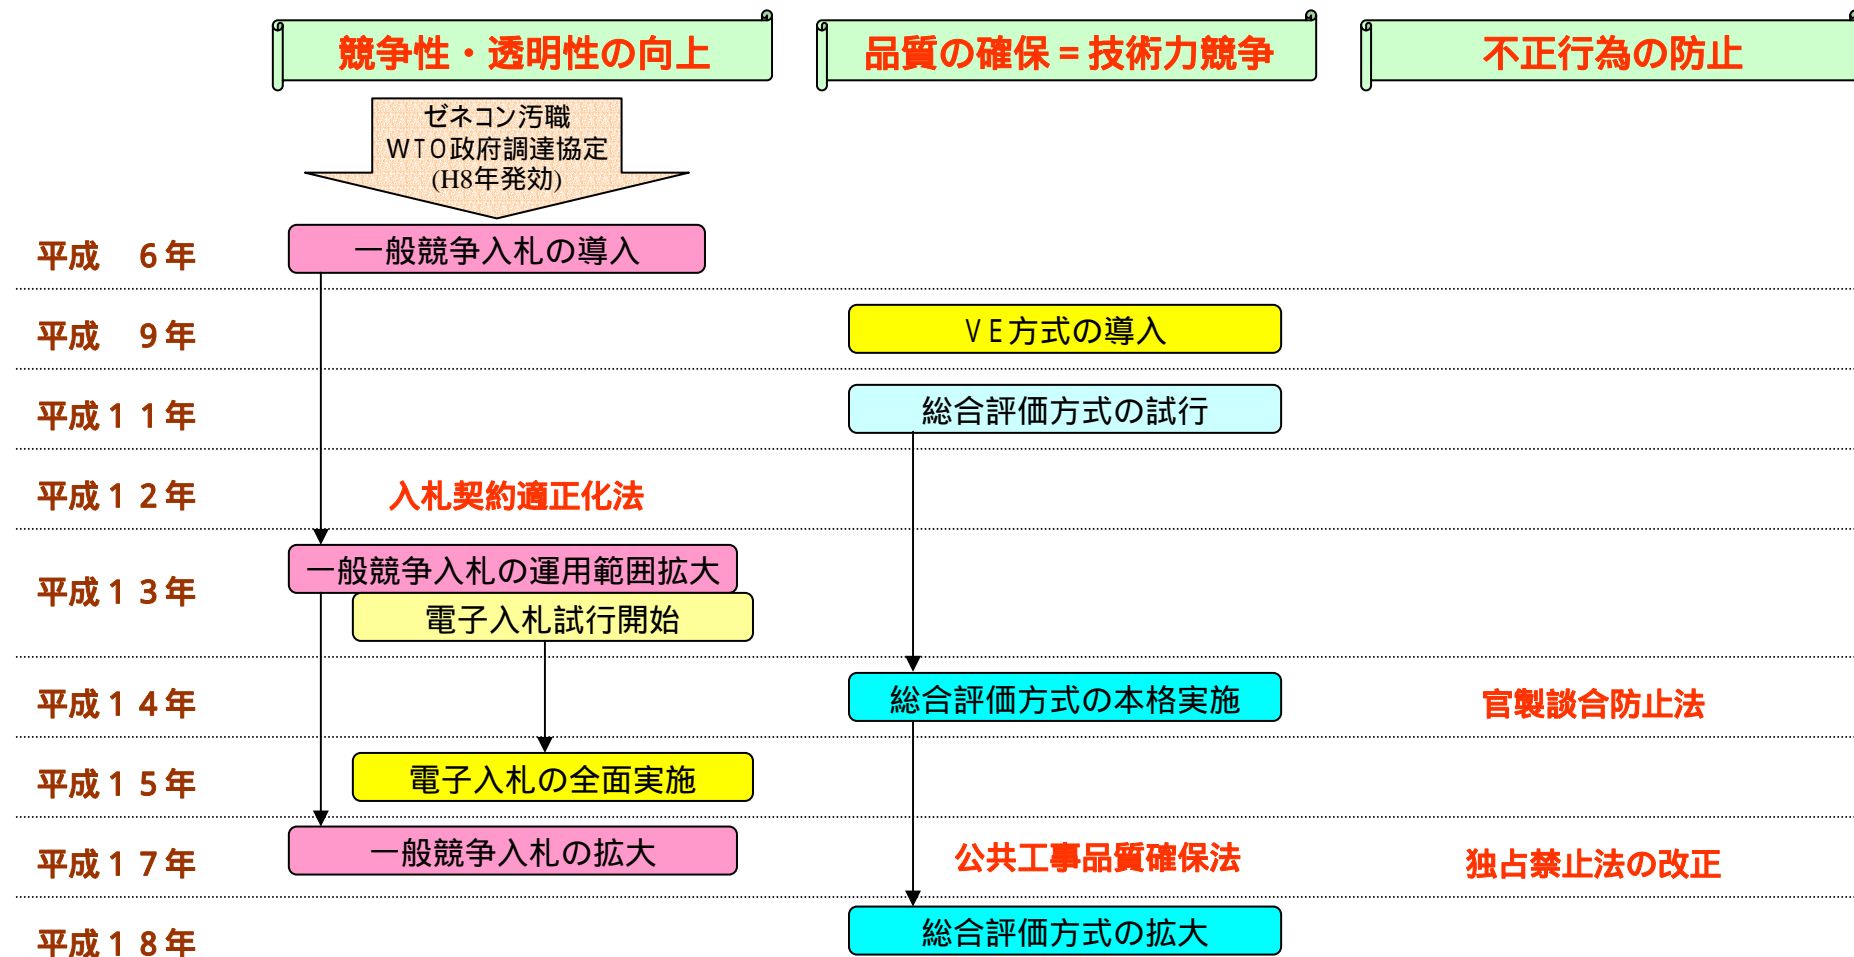 競争性・透明性の向上
品質の確保=技術力競争
不正行為の防止
ゼネコン汚職
WTO政府調達協定
(H8年発効)
平成　6年
一般競争入札の導入
平成　9年
VE方式の導入
平成11年
総合評価方式の試行
平成12年
入札契約適正化法
平成13年
一般競争入札の運用範囲拡大
電子入札試行開始
平成14年
総合評価方式の本格実施
官製談合防止法
平成15年
電子入札の全面実施
平成17年
一般競争入札の拡大
公共工事品質確保法
独占禁止法の改正
平成18年
総合評価方式の拡大